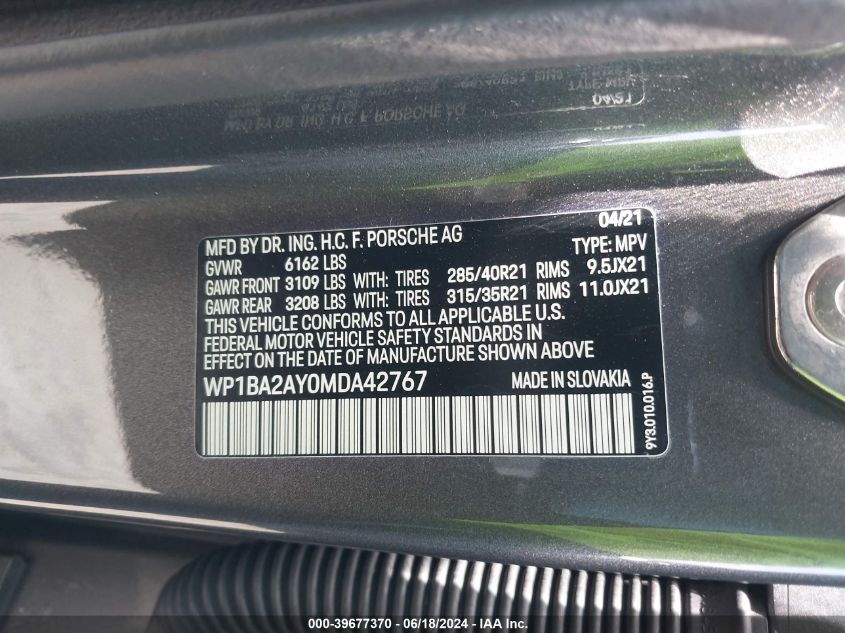 04/21
MFD BY DR. ING. H.C. F. PORSCHE AG
GVWR 6162 LBS TYPE: MPV
GAWR FRONT 3109 LBS WITH: TIRES 285/40R21 RIMS 9.5JX21
GAWR REAR 3208 LBS WITH: TIRES 315/35R21 RIMS 11.0JX21
THIS VEHICLE CONFORMS TO ALL APPLICABLE U.S.
FEDERAL MOTOR VEHICLE SAFETY STANDARDS IN
EFFECT ON THE DATE OF MANUFACTURE SHOWN ABOVE
WP1BA2AY0MDA42767 MADE IN SLOVAKIA
9Y3.010.016.P
000-39677370 - 06/18/2024 - IAA Inc.